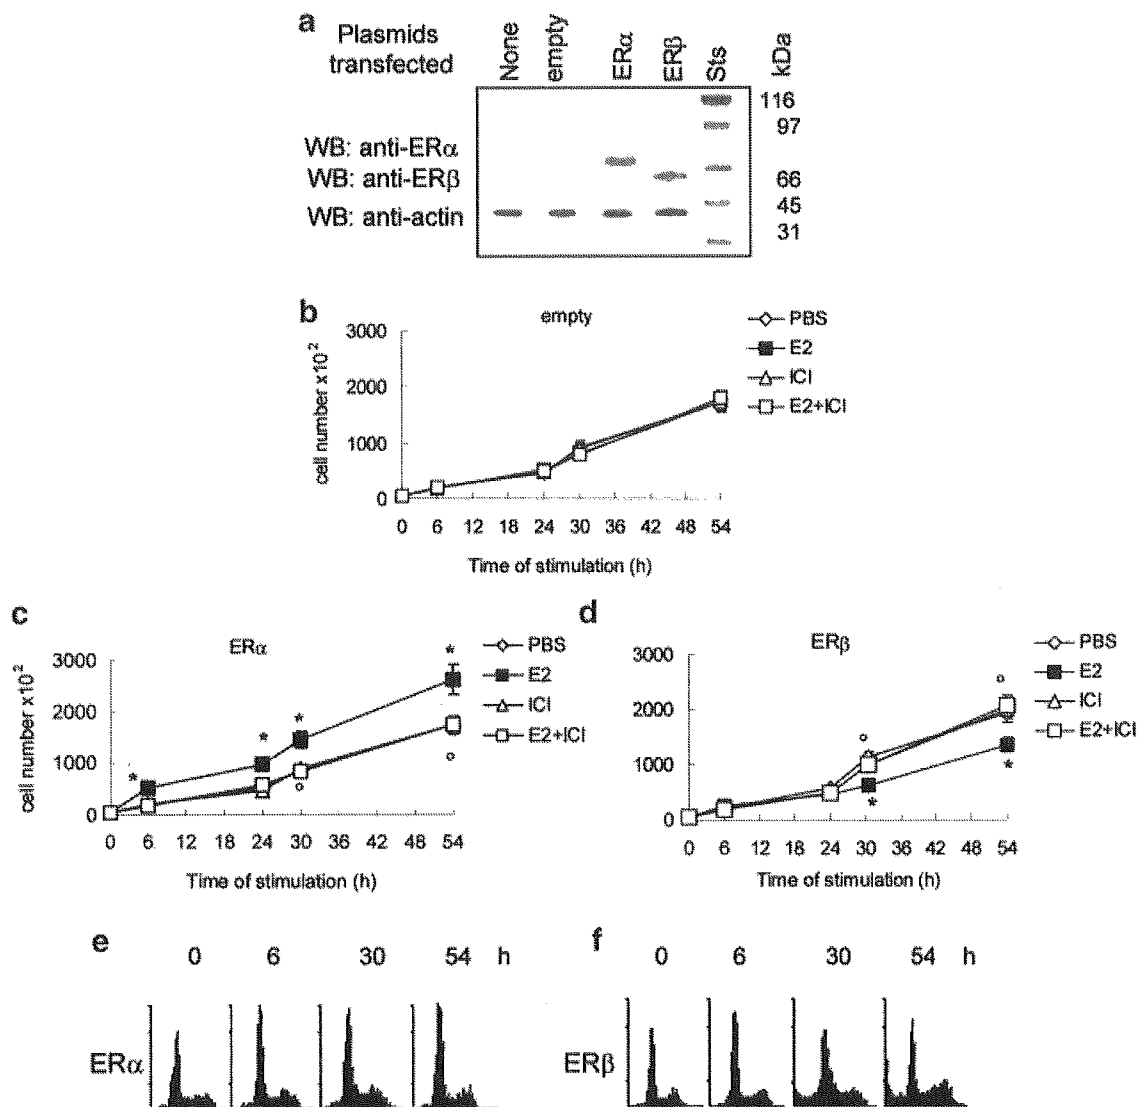 a
Plasmids
transfected
None
empty
ERα
ERβ
Sts
kDa
116
97
66
45
31
WB: anti-ERα
WB: anti-ERβ
WB: anti-actin
b
empty
PBS
E2
ICI
E2+ICI
cell number x10⁻²
3000
2000
1000
0
0 6 12 18 24 30 36 42 48 54
Time of stimulation (h)
c
ERα
PBS
E2
ICI
E2+ICI
cell number x10⁻²
3000
2000
1000
0
* * * *
° °
0 6 12 18 24 30 36 42 48 54
Time of stimulation (h)
d
ERβ
PBS
E2
ICI
E2+ICI
3000
2000
1000
0
° °
* *
0 6 12 18 24 30 36 42 48 54
Time of stimulation (h)
e
0 6 30 54 h
ERα
f
0 6 30 54 h
ERβ